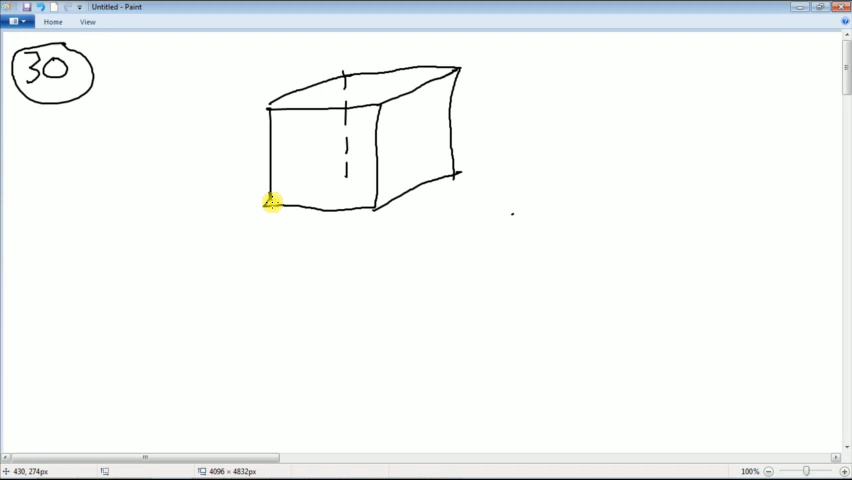 Untitled - Paint
Home
View
30
430, 274px
4096 × 4832px
100%